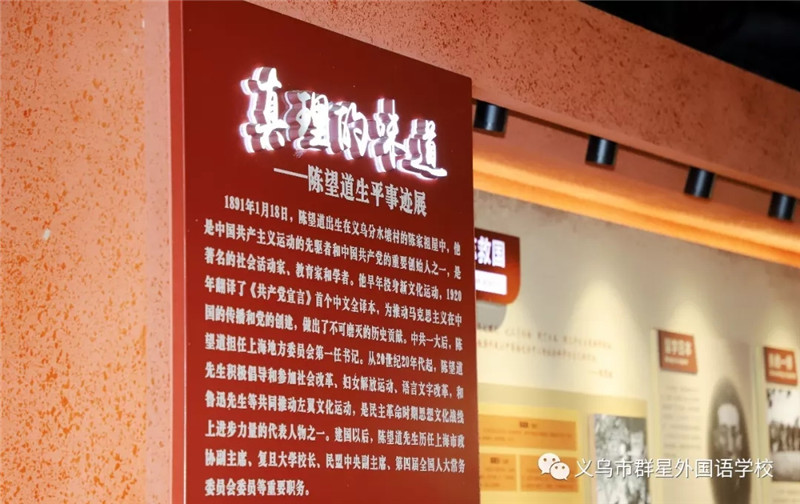 真理的味道
——陈望道生平事迹展
1891年1月18日，陈望道出生在义乌分水塘村的陈家祖屋中，他
是中国共产主义运动的先驱者和中国共产党的重要创始人之一，是
著名的社会活动家、教育家和学者。他早年投身新文化运动，1920
年翻译了《共产党宣言》首个中文全译本，为推动马克思主义在中
国的传播和党的创建，做出了不可磨灭的历史贡献。中共一大后，陈
望道担任上海地方委员会第一任书记。从20世纪20年代起，陈望道
先生积极倡导和参加社会改革、妇女解放运动、语言文字改革，和
鲁迅先生等共同推动左翼文化运动，是民主革命时期思想文化战线
上进步力量的代表人物之一。建国以后，陈望道先生历任上海市政
协副主席、复旦大学校长、民盟中央副主席、第四届全国人大常务
委员会委员等重要职务。
救国
留学日本
义乌市群星外国语学校